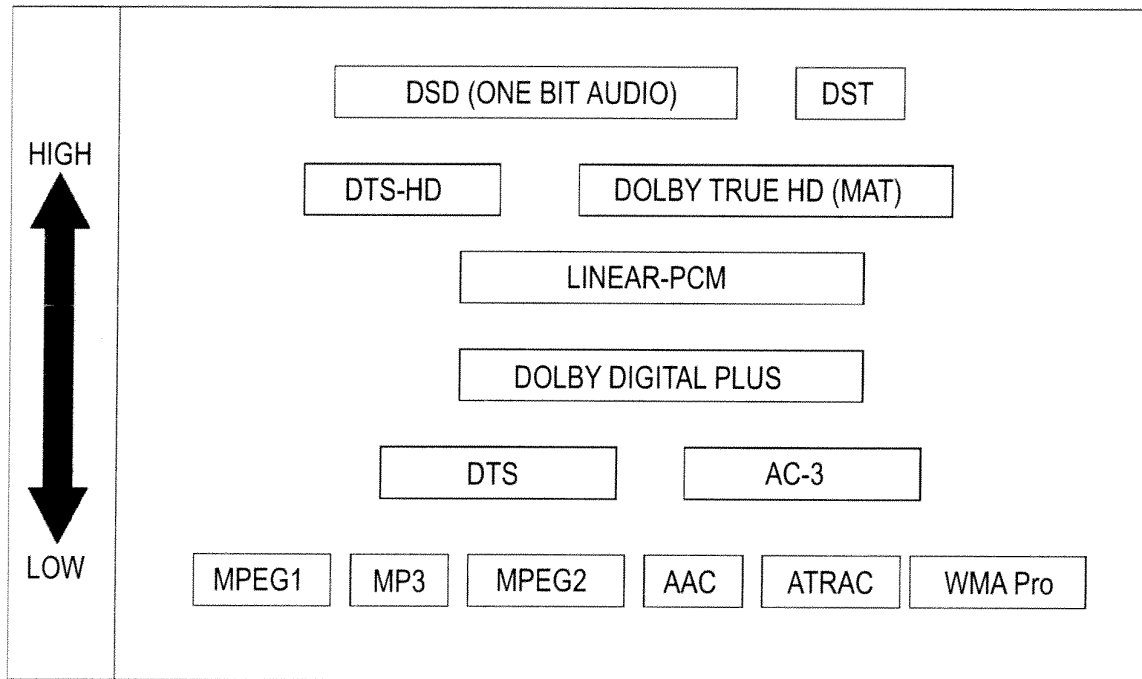 DSD (ONE BIT AUDIO) DST
HIGH
DTS-HD DOLBY TRUE HD (MAT)
LINEAR-PCM
DOLBY DIGITAL PLUS
DTS AC-3
LOW
MPEG1 MP3 MPEG2 AAC ATRAC WMA Pro